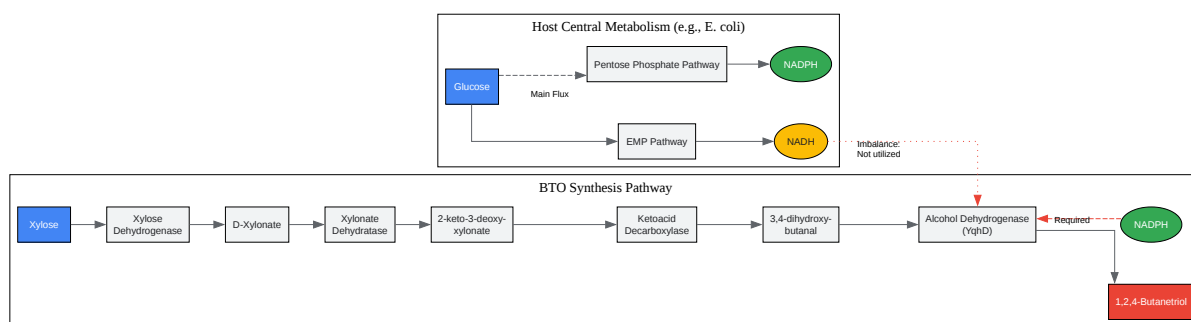 Host Central Metabolism (e.g., E. coli)
Pentose Phosphate Pathway
NADPH
Glucose
Main Flux
EMP Pathway
NADH
Imbalance:
Not utilized
BTO Synthesis Pathway
Xylose
Xylose
Dehydrogenase
D-Xylonate
Xylonate
Dehydratase
2-keto-3-deoxy-
xylonate
Ketoacid
Decarboxylase
3,4-dihydroxy-
butanal
Alcohol Dehydrogenase
(YqhD)
Required
NADPH
1,2,4-Butanetriol